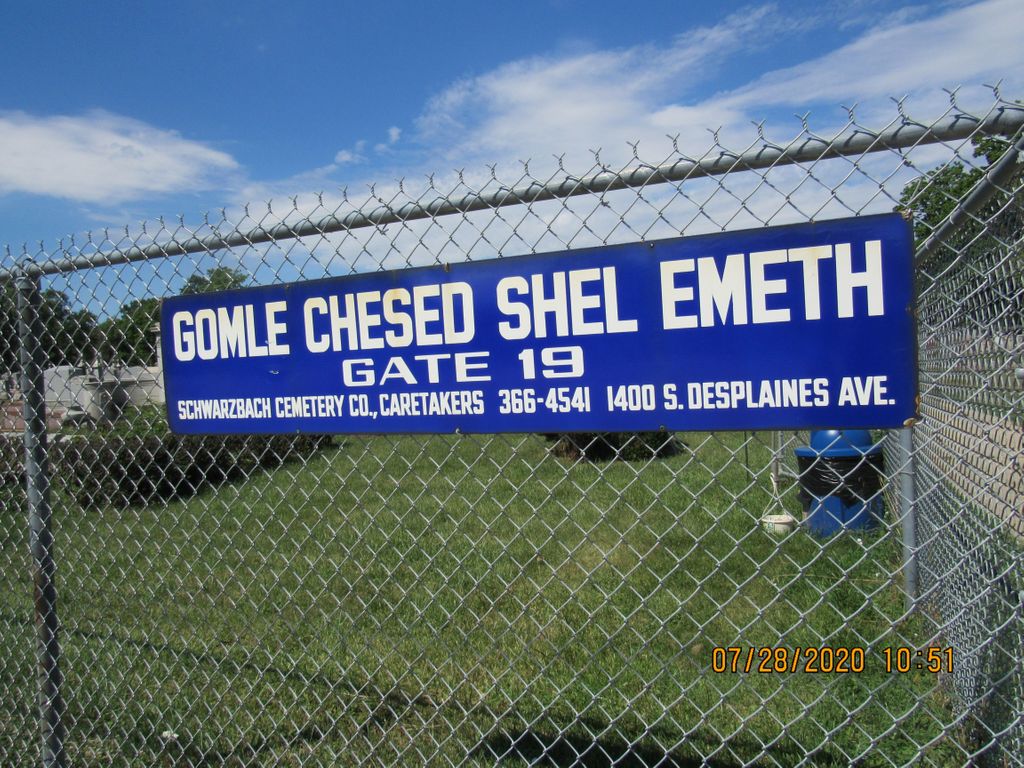 GOMLE CHESED SHEL EMETH
GATE 19
SCHWARZBACH CEMETERY CO., CARETAKERS 366-4541 1400 S. DESPLAINES AVE.
07/28/2020 10:51